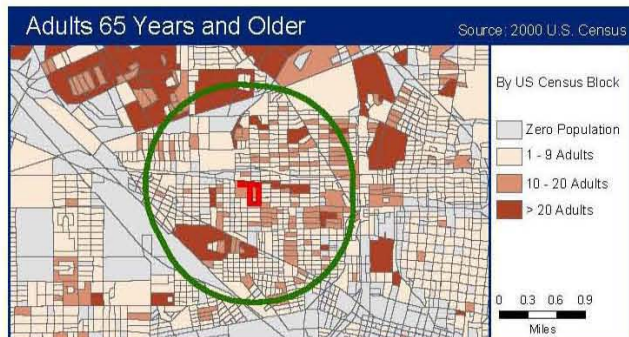 Adults 65 Years and Older
Source: 2000 U.S. Census
By US Census Block
Zero Population
1 - 9 Adults
10 - 20 Adults
> 20 Adults
0 0.3 0.6 0.9
Miles